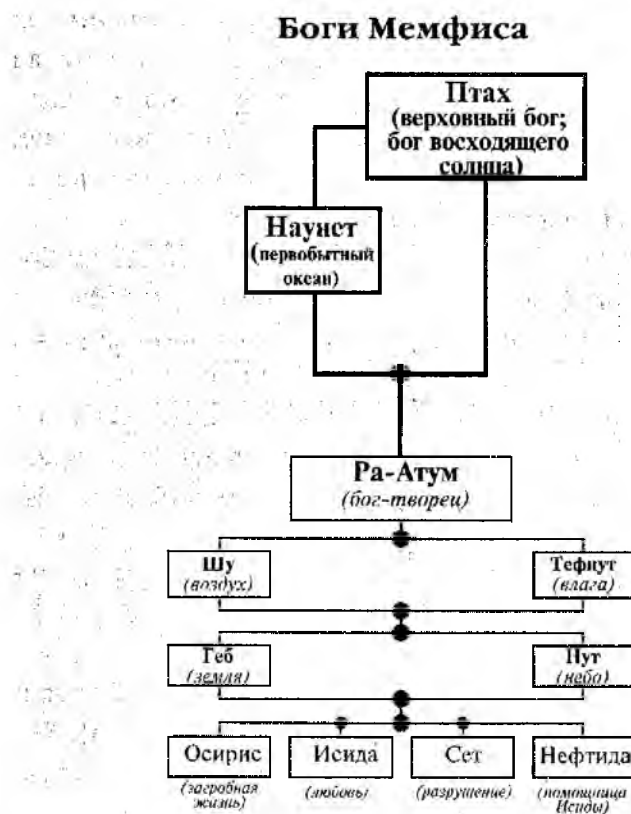 Боги Мемфиса
Птах
(верховный бог;
бог восходящего
солнца)
Наунет
(первобытный
океан)
Ра-Атум
(бог-творец)
Шу
(воздух)
Тефнут
(влага)
Геб
(земля)
Нут
(небо)
Осирис
Исида
Сет
Нефтида
(загробная
жизнь)
(любовь)
(разрушение)
(помощница
Исиды)